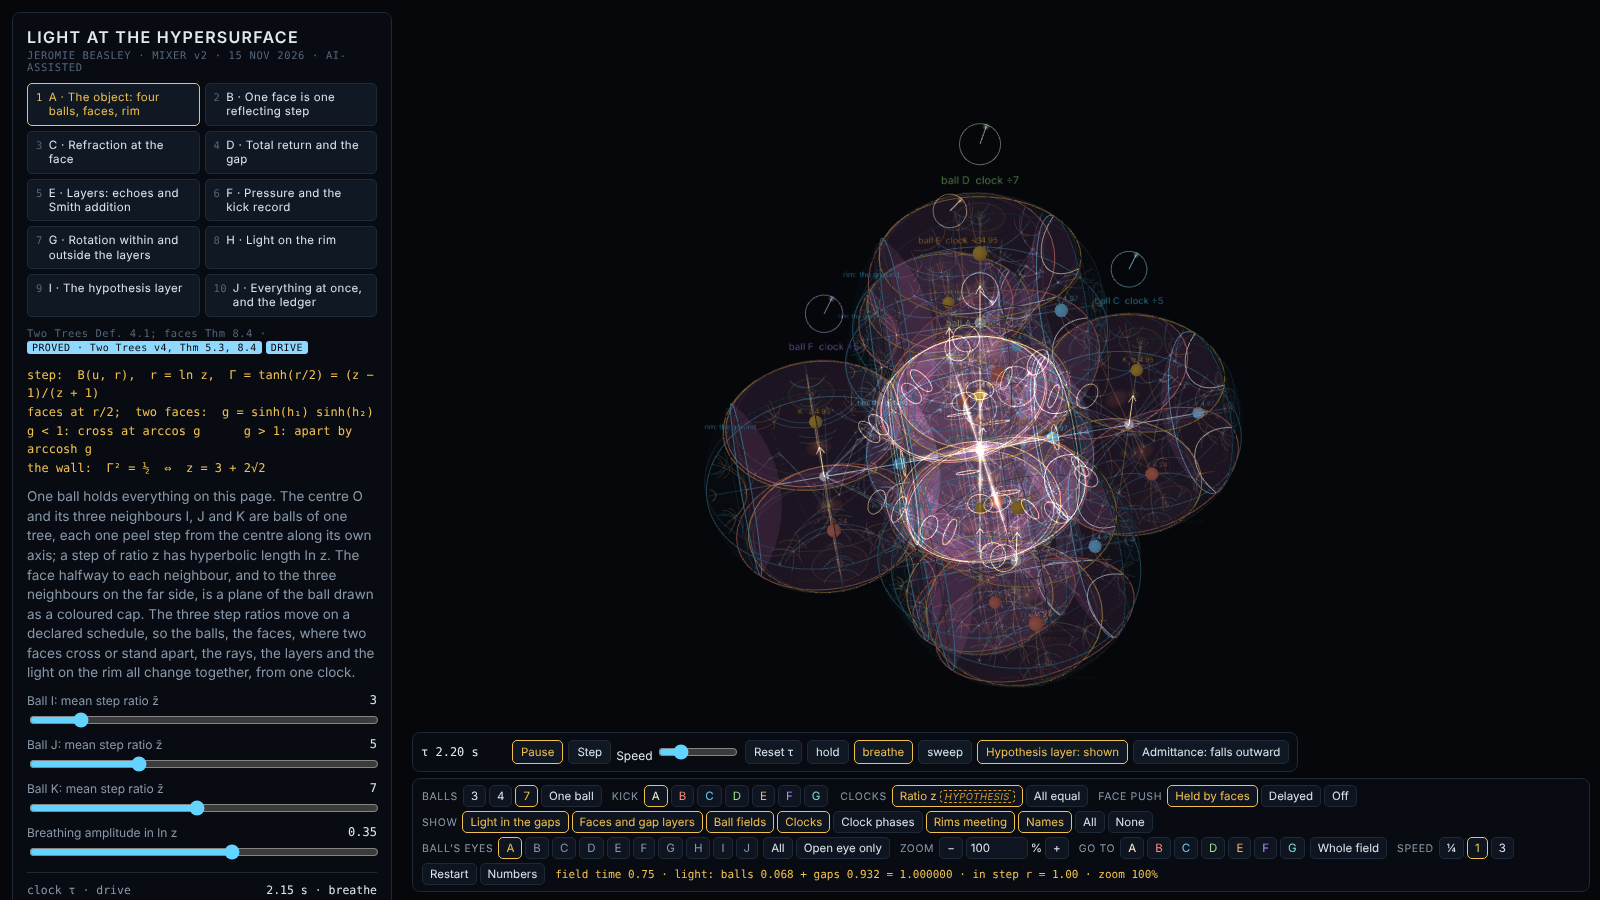 LIGHT AT THE HYPERSURFACE
JEROMIE BEASLEY · MIXER v2 · 15 NOV 2026 · AI-
ASSISTED
1 A · The object: four
balls, faces, rim
2 B · One face is one
reflecting step
3 C · Refraction at the
face
4 D · Total return and the
gap
5 E · Layers: echoes and
Smith addition
6 F · Pressure and the
kick record
7 G · Rotation within and
outside the layers
8 H · Light on the rim
9 I · The hypothesis layer
10 J · Everything at once,
and the ledger
Two Trees Def. 4.1; faces Thm 8.4 ·
PROVED · Two Trees v4, Thm 5.3, 8.4 DRIVE
step: B(u, r), r = ln z, Γ = tanh(r/2) = (z −
1)/(z + 1)
faces at r/2; two faces: g = sinh(h₁) sinh(h₂)
g < 1: cross at arccos g g > 1: apart by
arccosh g
the wall: Γ² = ½ ⇔ z = 3 + 2√2
One ball holds everything on this page. The centre O
and its three neighbours I, J and K are balls of one
tree, each one peel step from the centre along its own
axis; a step of ratio z has hyperbolic length ln z. The
face halfway to each neighbour, and to the three
neighbours on the far side, is a plane of the ball drawn
as a coloured cap. The three step ratios move on a
declared schedule, so the balls, the faces, where two
faces cross or stand apart, the rays, the layers and the
light on the rim all change together, from one clock.
Ball I: mean step ratio z̄ 3
Ball J: mean step ratio z̄ 5
Ball K: mean step ratio z̄ 7
Breathing amplitude in ln z 0.35
clock τ · drive 2.15 s · breathe
ball D clock ÷7
ball C clock ÷5
ball F clock
rim: the ground
τ 2.20 s Pause Step Speed Reset τ hold breathe sweep Hypothesis layer: shown Admittance: falls outward
BALLS 3 4 7 One ball KICK A B C D E F G CLOCKS Ratio z HYPOTHESIS All equal FACE PUSH Held by faces Delayed Off
SHOW Light in the gaps Faces and gap layers Ball fields Clocks Clock phases Rims meeting Names All None
BALL'S EYES A B C D E F G H I J All Open eye only ZOOM − 100 % + GO TO A B C D E F G Whole field SPEED ¼ 1 3
Restart Numbers field time 0.75 · light: balls 0.068 + gaps 0.932 = 1.000000 · in step r = 1.00 · zoom 100%